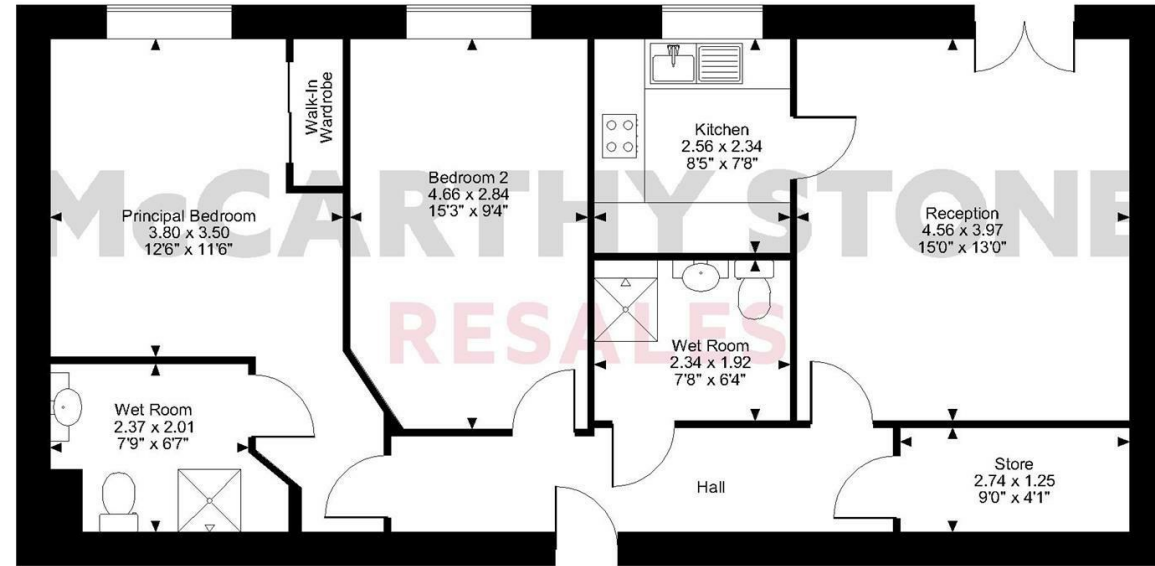 Walk-In
Wardrobe
Principal Bedroom
3.80 x 3.50
12'6" x 11'6"
Bedroom 2
4.66 x 2.84
15'3" x 9'4"
Kitchen
2.56 x 2.34
8'5" x 7'8"
Reception
4.56 x 3.97
15'0" x 13'0"
McCARTHY STONE
RESALES
Wet Room
2.37 x 2.01
7'9" x 6'7"
Wet Room
2.34 x 1.92
7'8" x 6'4"
Hall
Store
2.74 x 1.25
9'0" x 4'1"